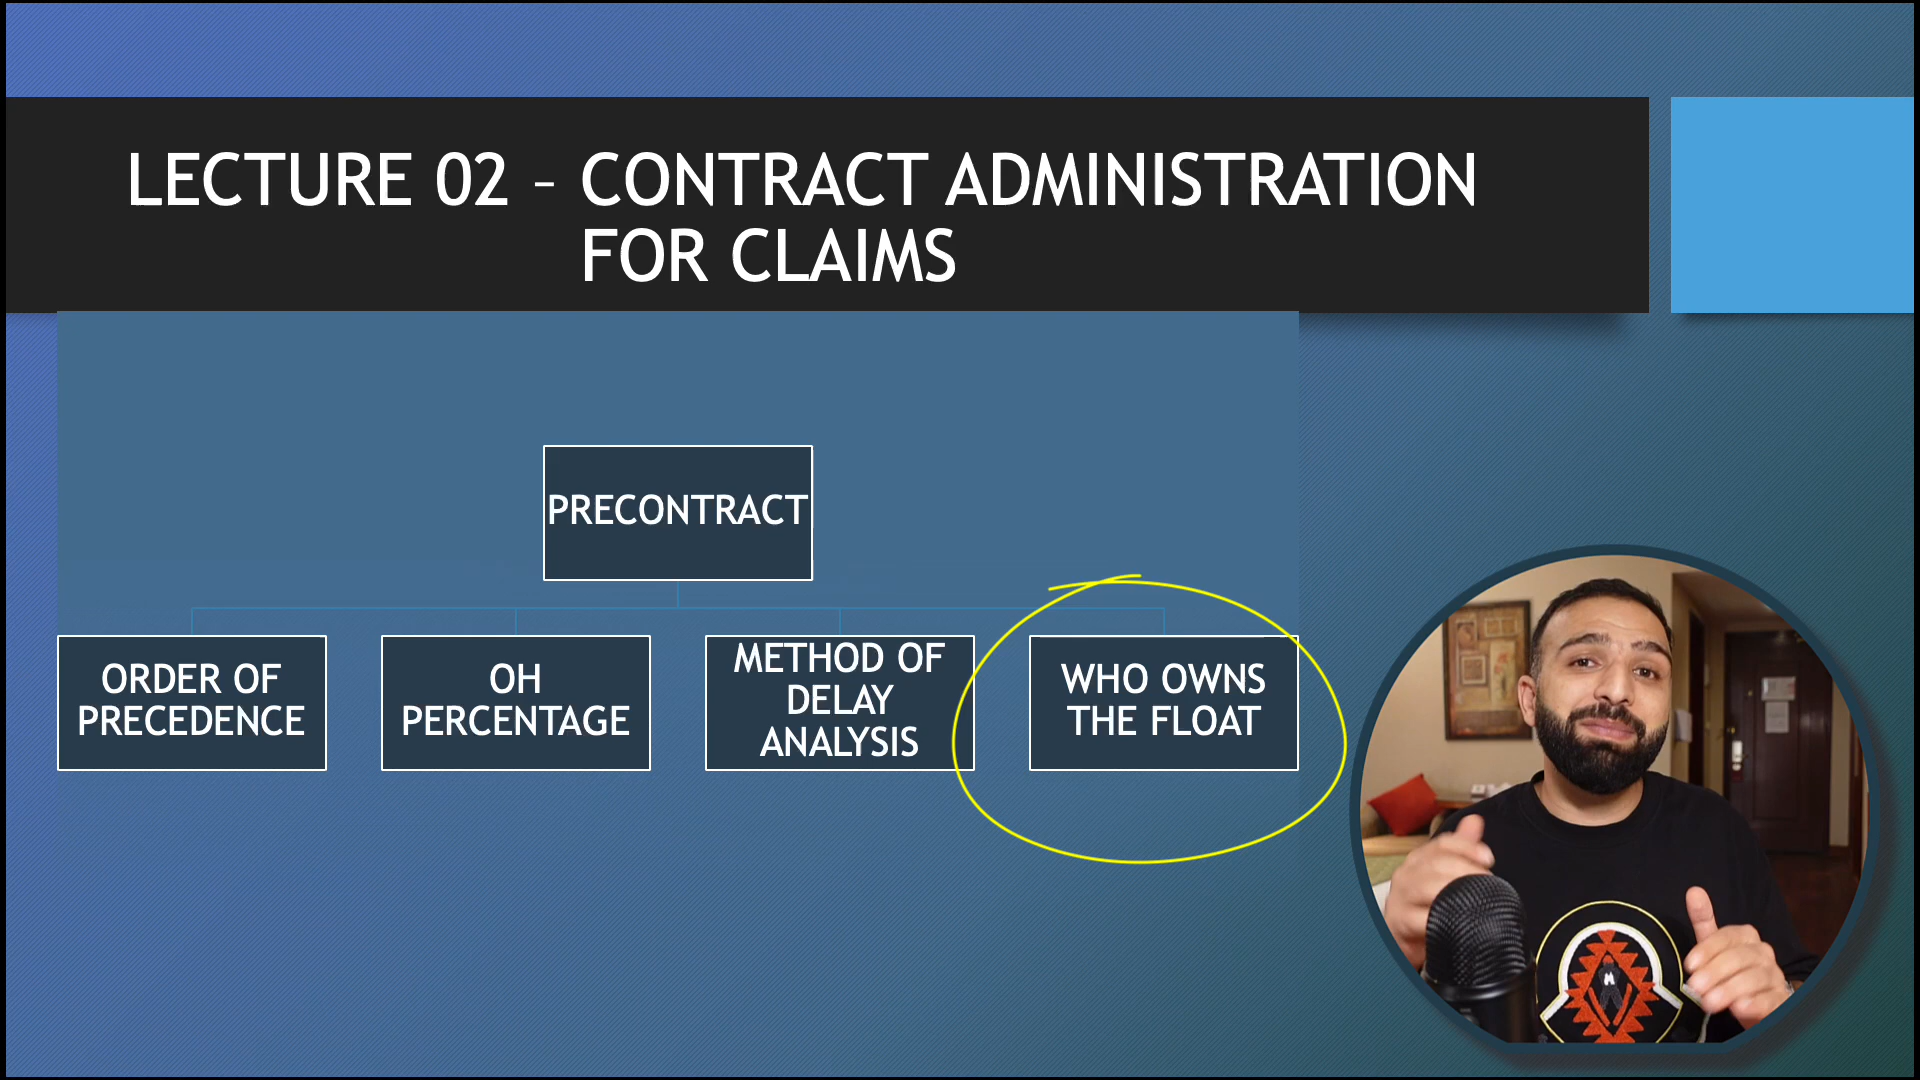 LECTURE 02 – CONTRACT ADMINISTRATION
FOR CLAIMS
PRECONTRACT
ORDER OF
PRECEDENCE
OH
PERCENTAGE
METHOD OF
DELAY
ANALYSIS
WHO OWNS
THE FLOAT